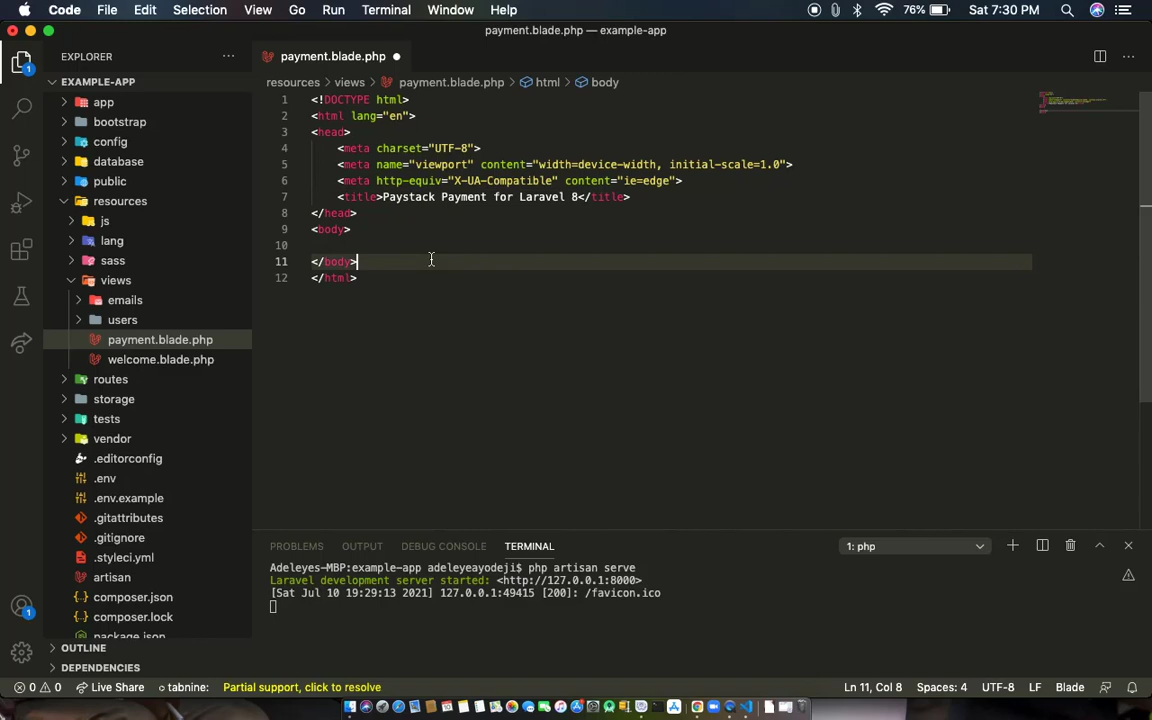 Code File Edit Selection View Go Run Terminal Window Help 76% Sat 7:30 PM
payment.blade.php — example-app
EXPLORER
payment.blade.php
EXAMPLE-APP
resources views payment.blade.php html body
app
bootstrap
config
database
public
resources
js
lang
sass
views
emails
users
payment.blade.php
welcome.blade.php
routes
storage
tests
vendor
.editorconfig
.env
.env.example
.gitattributes
.gitignore
.styleci.yml
artisan
composer.json
composer.lock
package.json
OUTLINE
DEPENDENCIES
1 <!DOCTYPE html>
2 <html lang="en">
3 <head>
4 <meta charset="UTF-8">
5 <meta name="viewport" content="width=device-width, initial-scale=1.0">
6 <meta http-equiv="X-UA-Compatible" content="ie=edge">
7 <title>Paystack Payment for Laravel 8</title>
8 </head>
9 <body>
10
11 </body>
12 </html>
PROBLEMS OUTPUT DEBUG CONSOLE TERMINAL 1: php
Adeleyes-MBP:example-app adeleyeayodeji$ php artisan serve
Laravel development server started: <http://127.0.0.1:8000>
[Sat Jul 10 19:29:13 2021] 127.0.0.1:49415 [200]: /favicon.ico
1
1
0 0 Live Share tabnine: Partial support, click to resolve Ln 11, Col 8 Spaces: 4 UTF-8 LF Blade